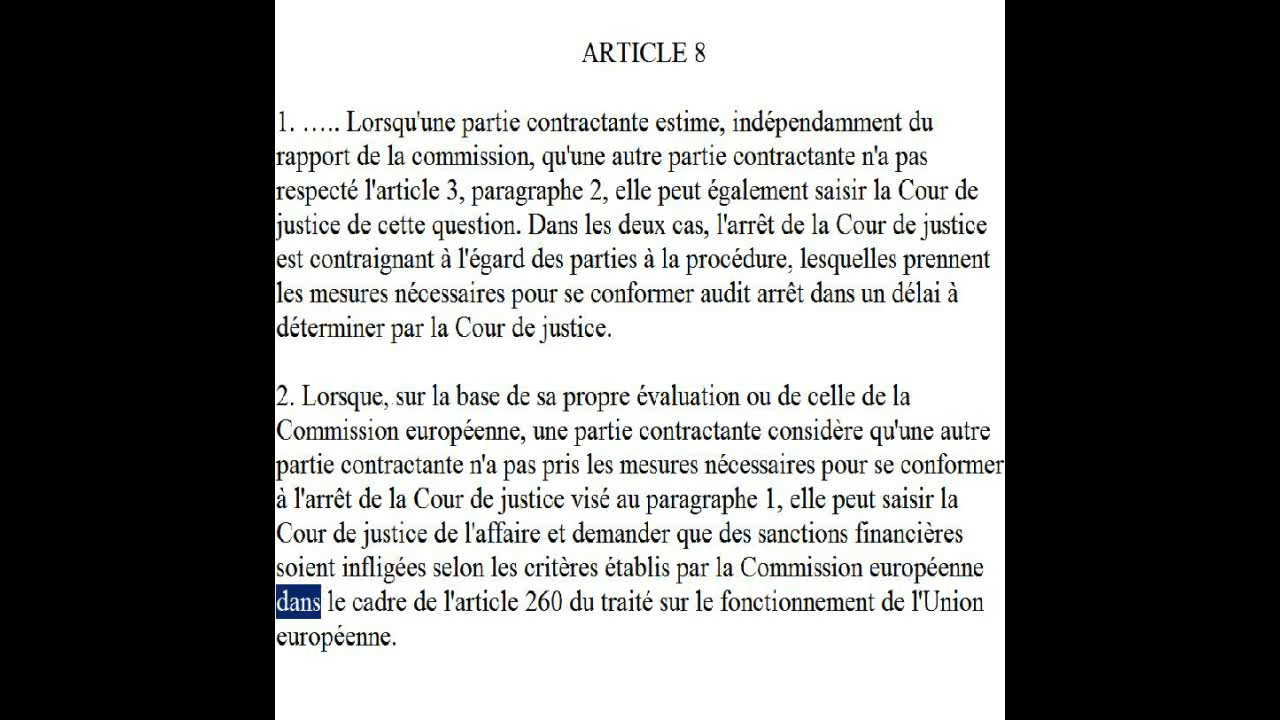 ARTICLE 8
1. ….. Lorsqu'une partie contractante estime, indépendamment du
rapport de la commission, qu'une autre partie contractante n'a pas
respecté l'article 3, paragraphe 2, elle peut également saisir la Cour de
justice de cette question. Dans les deux cas, l'arrêt de la Cour de justice
est contraignant à l'égard des parties à la procédure, lesquelles prennent
les mesures nécessaires pour se conformer audit arrêt dans un délai à
déterminer par la Cour de justice.
2. Lorsque, sur la base de sa propre évaluation ou de celle de la
Commission européenne, une partie contractante considère qu'une autre
partie contractante n'a pas pris les mesures nécessaires pour se conformer
à l'arrêt de la Cour de justice visé au paragraphe 1, elle peut saisir la
Cour de justice de l'affaire et demander que des sanctions financières
soient infligées selon les critères établis par la Commission européenne
dans le cadre de l'article 260 du traité sur le fonctionnement de l'Union
européenne.